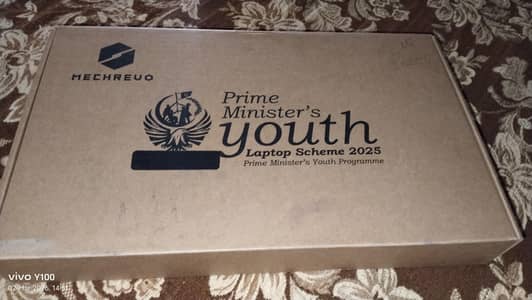 MECHREVO
Prime
Minister's
youth
Laptop Scheme 2025
Prime Minister's Youth Programme
vivo Y100